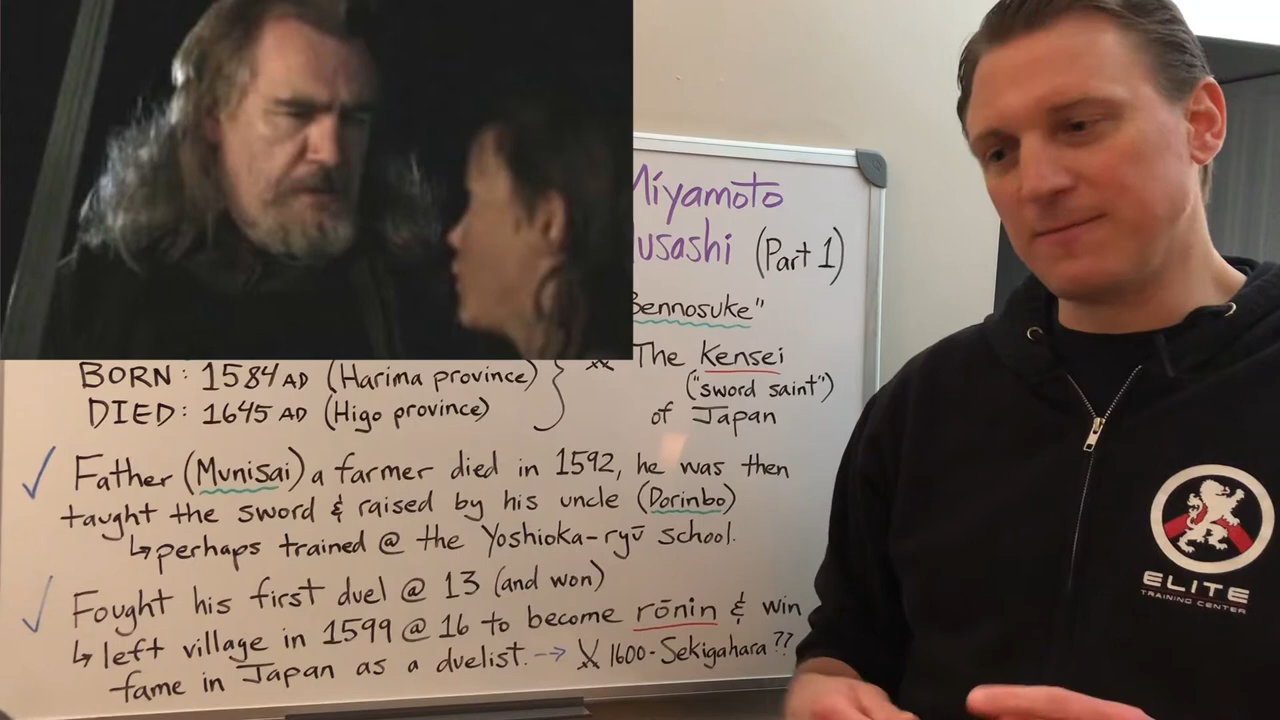 Miyamoto
usashi (Part 1)
Bennosuke"
BORN: 1584 AD (Harima province)
DIED: 1645 AD (Higo province)
The Kensei
("sword saint")
of Japan
✓ Father (Munisai) a farmer died in 1592, he was then
taught the sword & raised by his uncle (Dorinbo)
↳ perhaps trained @ the Yoshioka-ryū school.
✓ Fought his first duel @ 13 (and won)
↳ left village in 1599 @ 16 to become rōnin & win
fame in Japan as a duelist. --> ⚔ 1600 - Sekigahara??
ELITE
TRAINING CENTER